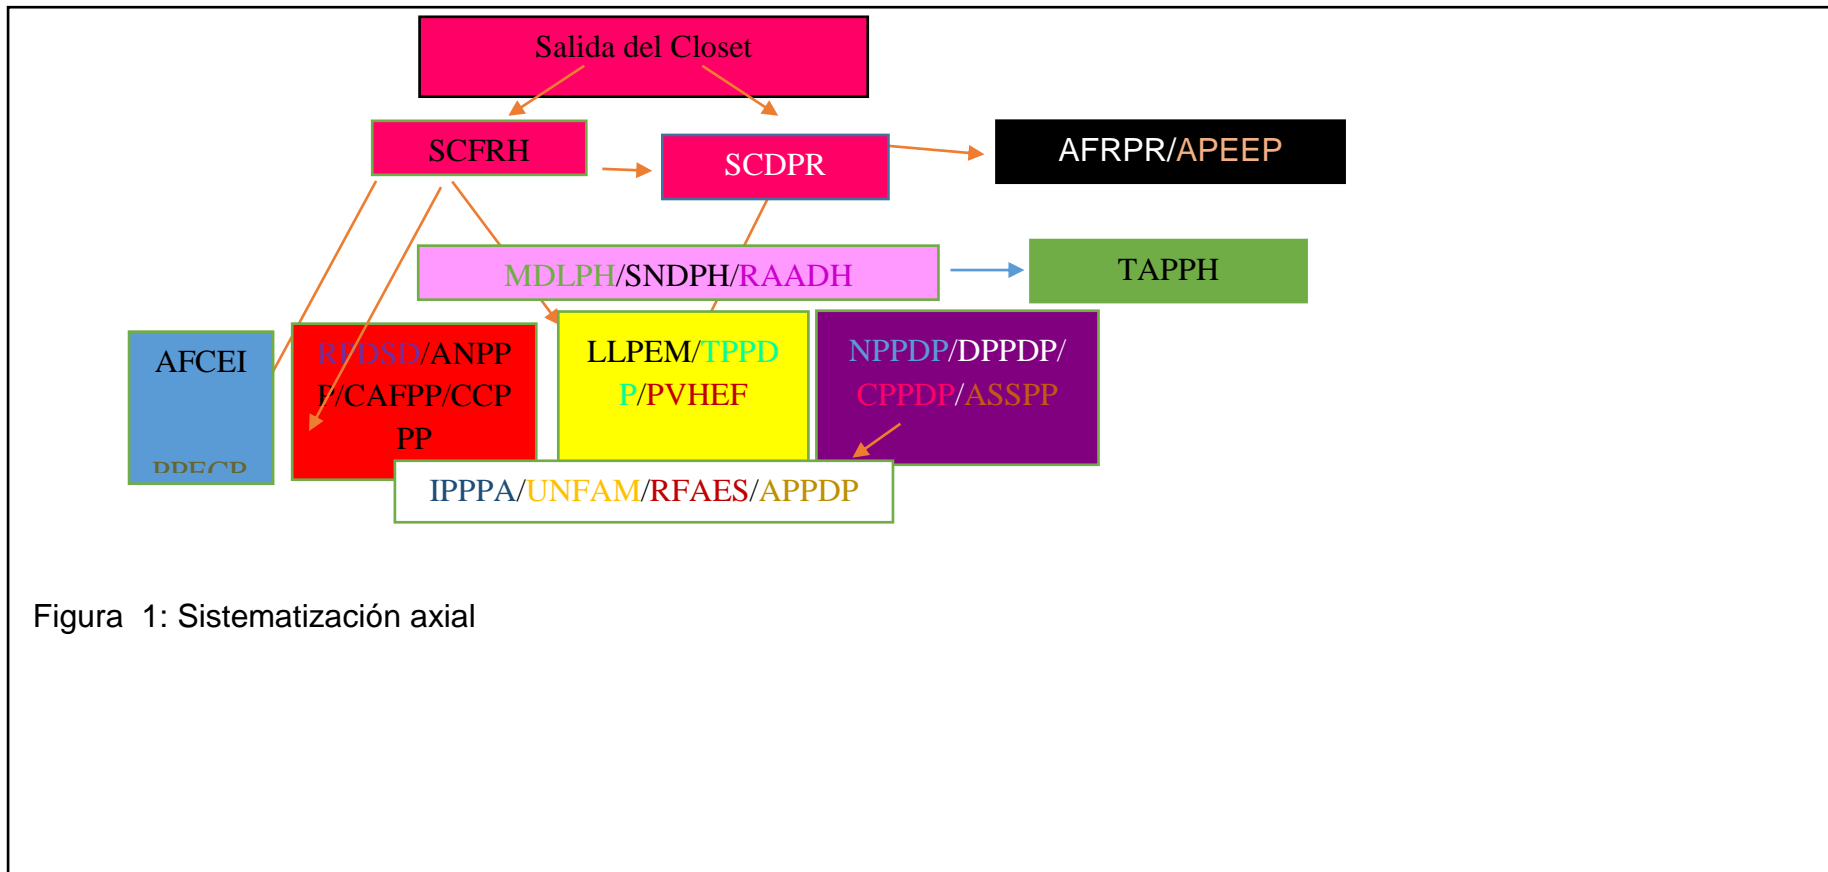 Salida del Closet
SCFRH
SCDPR
AFRPR/APEEP
MDLPH/SNDPH/RAADH
TAPPH
AFCEI
RPDSD/ANPP
P/CAFPP/CCP
PP
LLPEM/TPPD
P/PVHEF
NPPDP/DPPDP/
CPPDP/ASSPP
IPPPA/UNFAM/RFAES/APPDP
Figura 1: Sistematización axial